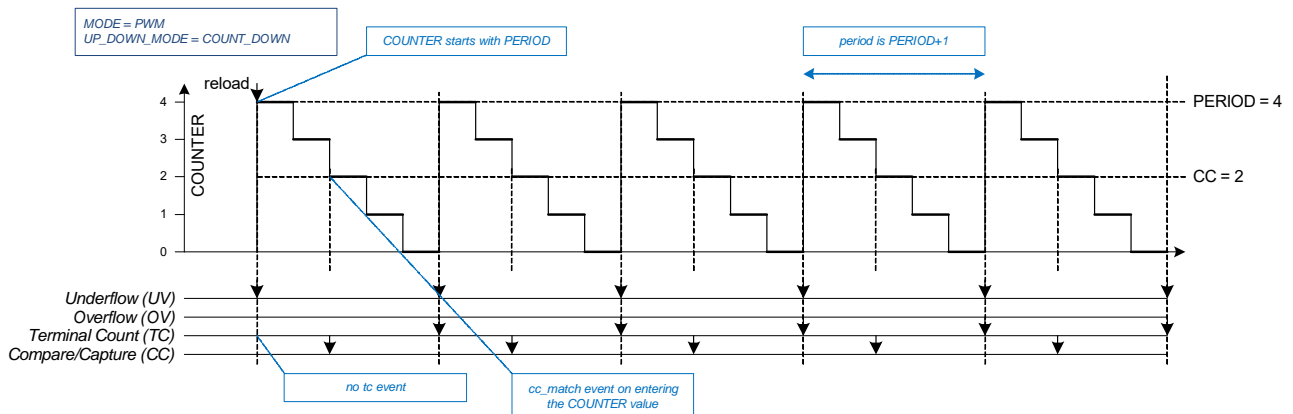 MODE = PWM
UP_DOWN_MODE = COUNT_DOWN
COUNTER starts with PERIOD
period is PERIOD+1
reload
COUNTER
4
3
2
1
0
PERIOD = 4
CC = 2
Underflow (UV)
Overflow (OV)
Terminal Count (TC)
Compare/Capture (CC)
no tc event
cc_match event on entering
the COUNTER value